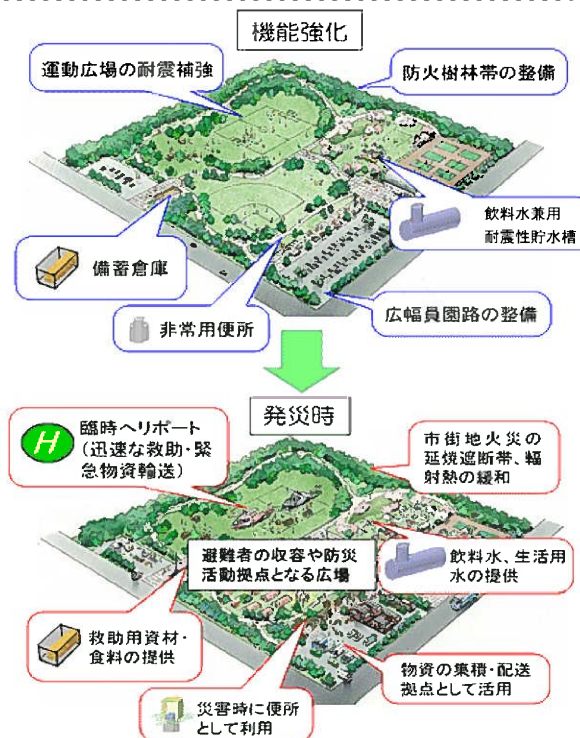 機能強化
運動広場の耐震補強
防火樹林帯の整備
飲料水兼用
耐震性貯水槽
備蓄倉庫
非常用便所
広幅員園路の整備
発災時
H
臨時ヘリポート
(迅速な救助・緊
急物資輸送)
市街地火災の
延焼遮断帯、輻
射熱の緩和
避難者の収容や防災
活動拠点となる広場
飲料水、生活用
水の提供
救助用資材・
食料の提供
物資の集積・配送
拠点として活用
災害時に便所
として利用